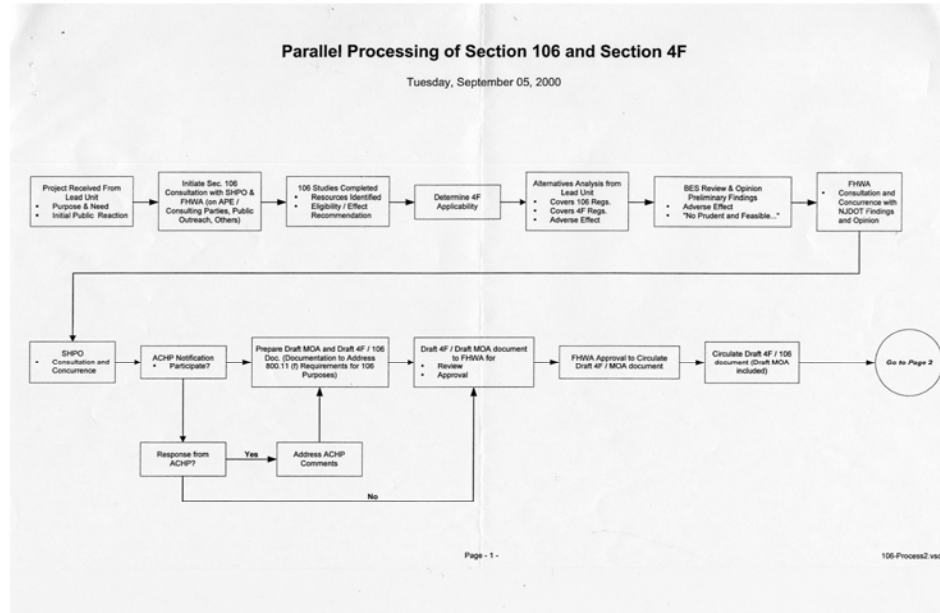 Parallel Processing of Section 106 and Section 4F
Tuesday, September 05, 2000
Project Received From
Lead Unit
• Purpose & Need
• Initial Public Reaction
Initiate Sec. 106
Consultation with SHPO &
FHWA (on APE /
Consulting Parties, Public
Outreach, Others)
106 Studies Completed
• Resources Identified
• Eligibility / Effect
Recommendation
Determine 4F
Applicability
Alternatives Analysis from
Lead Unit
• Covers 106 Regs.
• Covers 4F Regs.
• Adverse Effect
BES Review & Opinion
Preliminary Findings
• Adverse Effect
• "No Prudent and Feasible..."
FHWA
• Consultation and
Concurrence with
NJDOT Findings
and Opinion
SHPO
• Consultation and
Concurrence
ACHP Notification
• Participate?
Prepare Draft MOA and Draft 4F / 106
Doc. (Documentation to Address
800.11 (f) Requirements for 106
Purposes)
Draft 4F / Draft MOA document
to FHWA for
• Review
• Approval
FHWA Approval to Circulate
Draft 4F / MOA document
Circulate Draft 4F / 106
document (Draft MOA
included)
Go to Page 2
Response from
ACHP?
Yes
Address ACHP
Comments
No
Page - 1 -
106-Process2.vsd